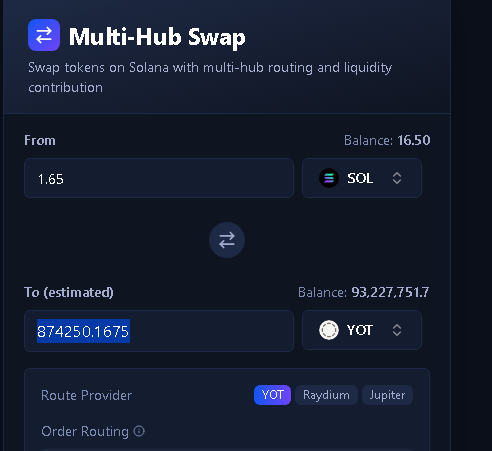 Multi-Hub Swap
Swap tokens on Solana with multi-hub routing and liquidity
contribution
From Balance: 16.50
1.65 SOL
To (estimated) Balance: 93,227,751.7
874250.1675 YOT
Route Provider YOT Raydium Jupiter
Order Routing